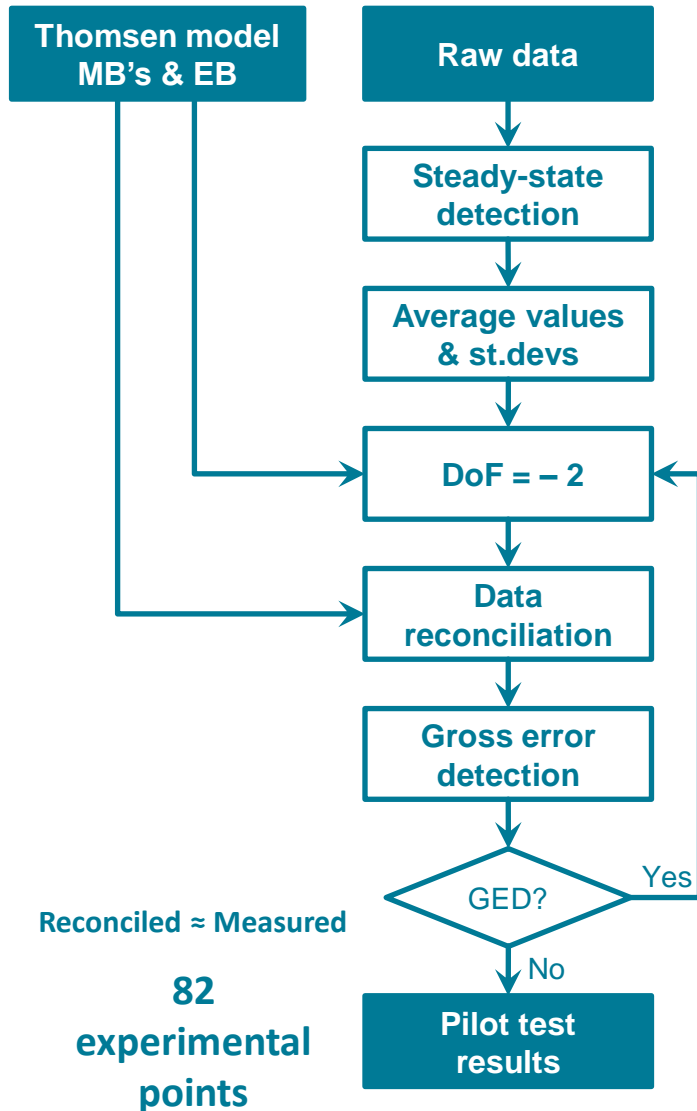 Thomsen model
MB's & EB
Raw data
Steady-state
detection
Average values
& st.devs
DoF = – 2
Data
reconciliation
Gross error
detection
GED?
Yes
No
Reconciled ≈ Measured
82
experimental
points
Pilot test
results